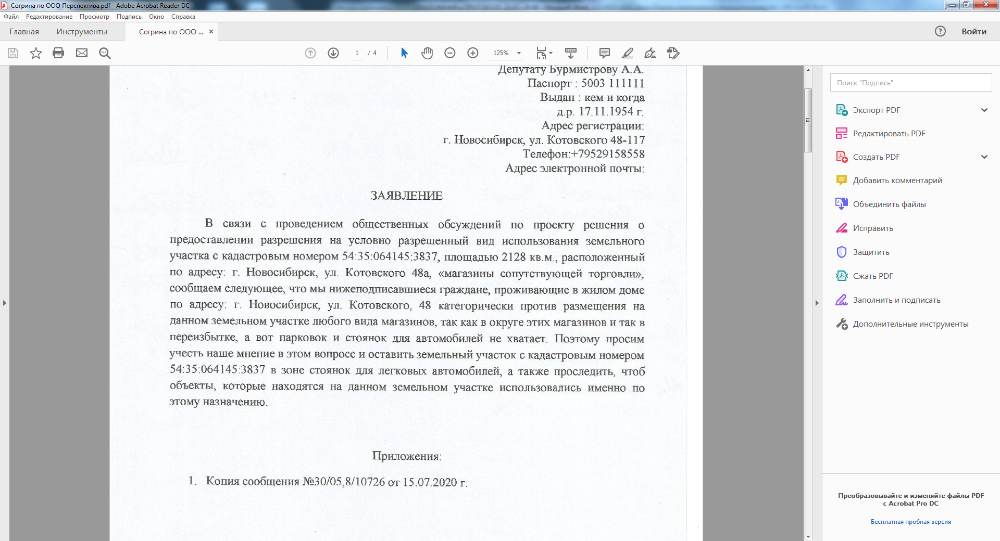 Согрина по ООО Перспектива.pdf - Adobe Acrobat Reader DC
Файл Редактирование Просмотр Подпись Окно Справка
Главная Инструменты Согрина по ООО ... ×
Войти
1 / 4 125%
Депутату Бурмистрову А.А.
Паспорт : 5003 111111
Выдан : кем и когда
д.р. 17.11.1954 г.
Адрес регистрации:
г. Новосибирск, ул. Котовского 48-117
Телефон:+79529158558
Адрес электронной почты:
ЗАЯВЛЕНИЕ
В связи с проведением общественных обсуждений по проекту решения о
предоставлении разрешения на условно разрешенный вид использования земельного
участка с кадастровым номером 54:35:064145:3837, площадью 2128 кв.м., расположенный
по адресу: г. Новосибирск, ул. Котовского 48а, «магазины сопутствующей торговли»,
сообщаем следующее, что мы нижеподписавшиеся граждане, проживающие в жилом доме
по адресу: г. Новосибирск, ул. Котовского, 48 категорически против размещения на
данном земельном участке любого вида магазинов, так как в округе этих магазинов и так в
переизбытке, а вот парковок и стоянок для автомобилей не хватает. Поэтому просим
учесть наше мнение в этом вопросе и оставить земельный участок с кадастровым номером
54:35:064145:3837 в зоне стоянок для легковых автомобилей, а также проследить, чтоб
объекты, которые находятся на данном земельном участке использовались именно по
этому назначению.
Приложения:
1. Копия сообщения №30/05,8/10726 от 15.07.2020 г.
Поиск "Подпись"
Экспорт PDF
Редактировать PDF
Создать PDF
Добавить комментарий
Объединить файлы
Исправить
Защитить
Сжать PDF
Заполнить и подписать
Дополнительные инструменты
Преобразовывайте и изменяйте файлы PDF
с Acrobat Pro DC
Бесплатная пробная версия